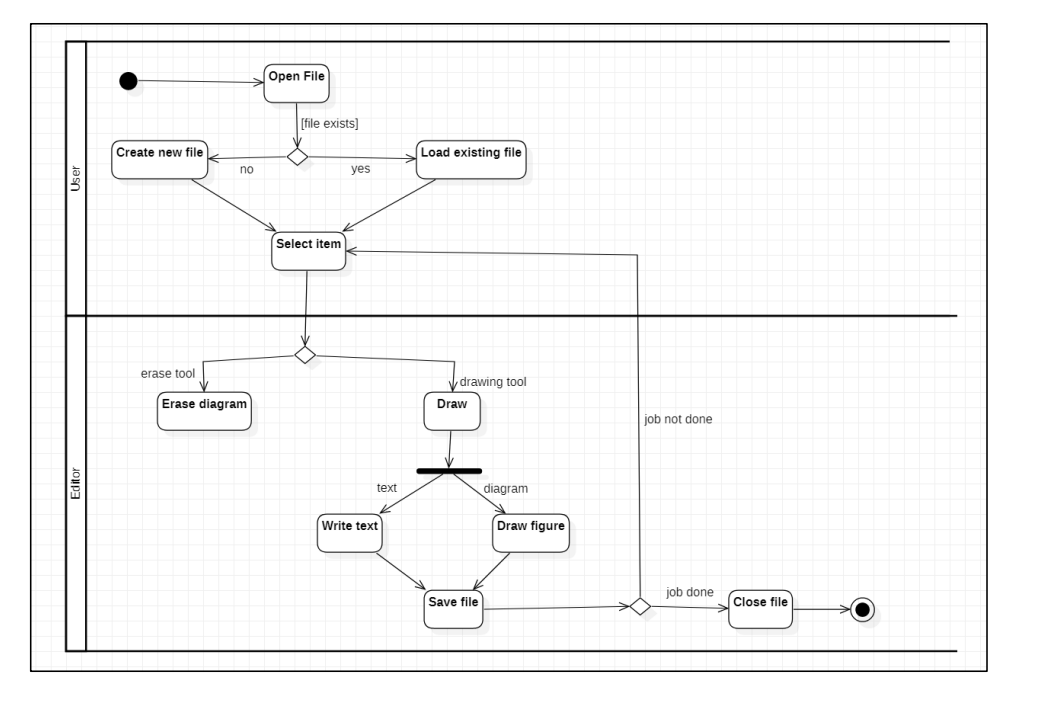 Open File
[file exists]
Create new file
Load existing file
no
yes
User
Select item
erase tool
drawing tool
Erase diagram
Draw
job not done
Editor
text
diagram
Write text
Draw figure
job done
Save file
Close file